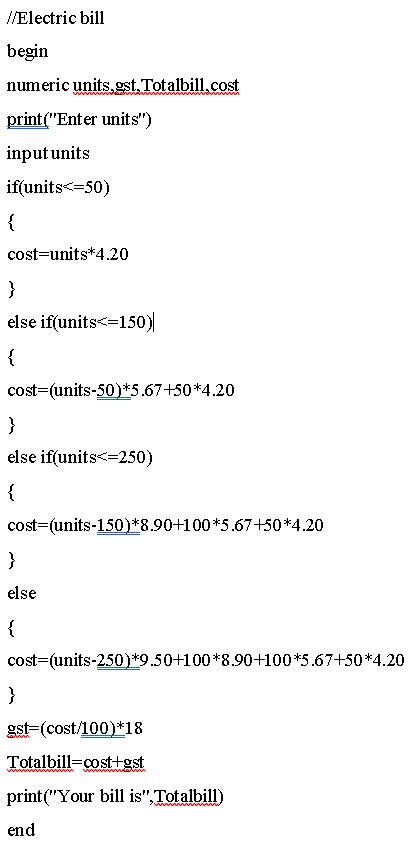 //Electric bill
begin
numeric units,gst,Totalbill,cost
print("Enter units")
input units
if(units<=50)
{
cost=units*4.20
}
else if(units<=150)
{
cost=(units-50)*5.67+50*4.20
}
else if(units<=250)
{
cost=(units-150)*8.90+100*5.67+50*4.20
}
else
{
cost=(units-250)*9.50+100*8.90+100*5.67+50*4.20
}
gst=(cost/100)*18
Totalbill=cost+gst
print("Your bill is",Totalbill)
end